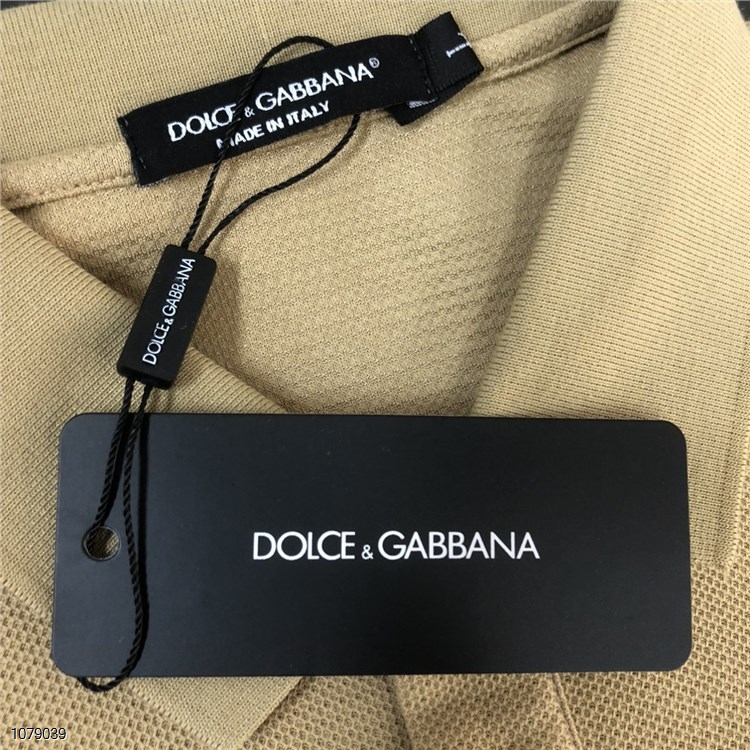 DOLCE & GABBANA®
MADE IN ITALY
DOLCE & GABBANA
DOLCE & GABBANA
1079039